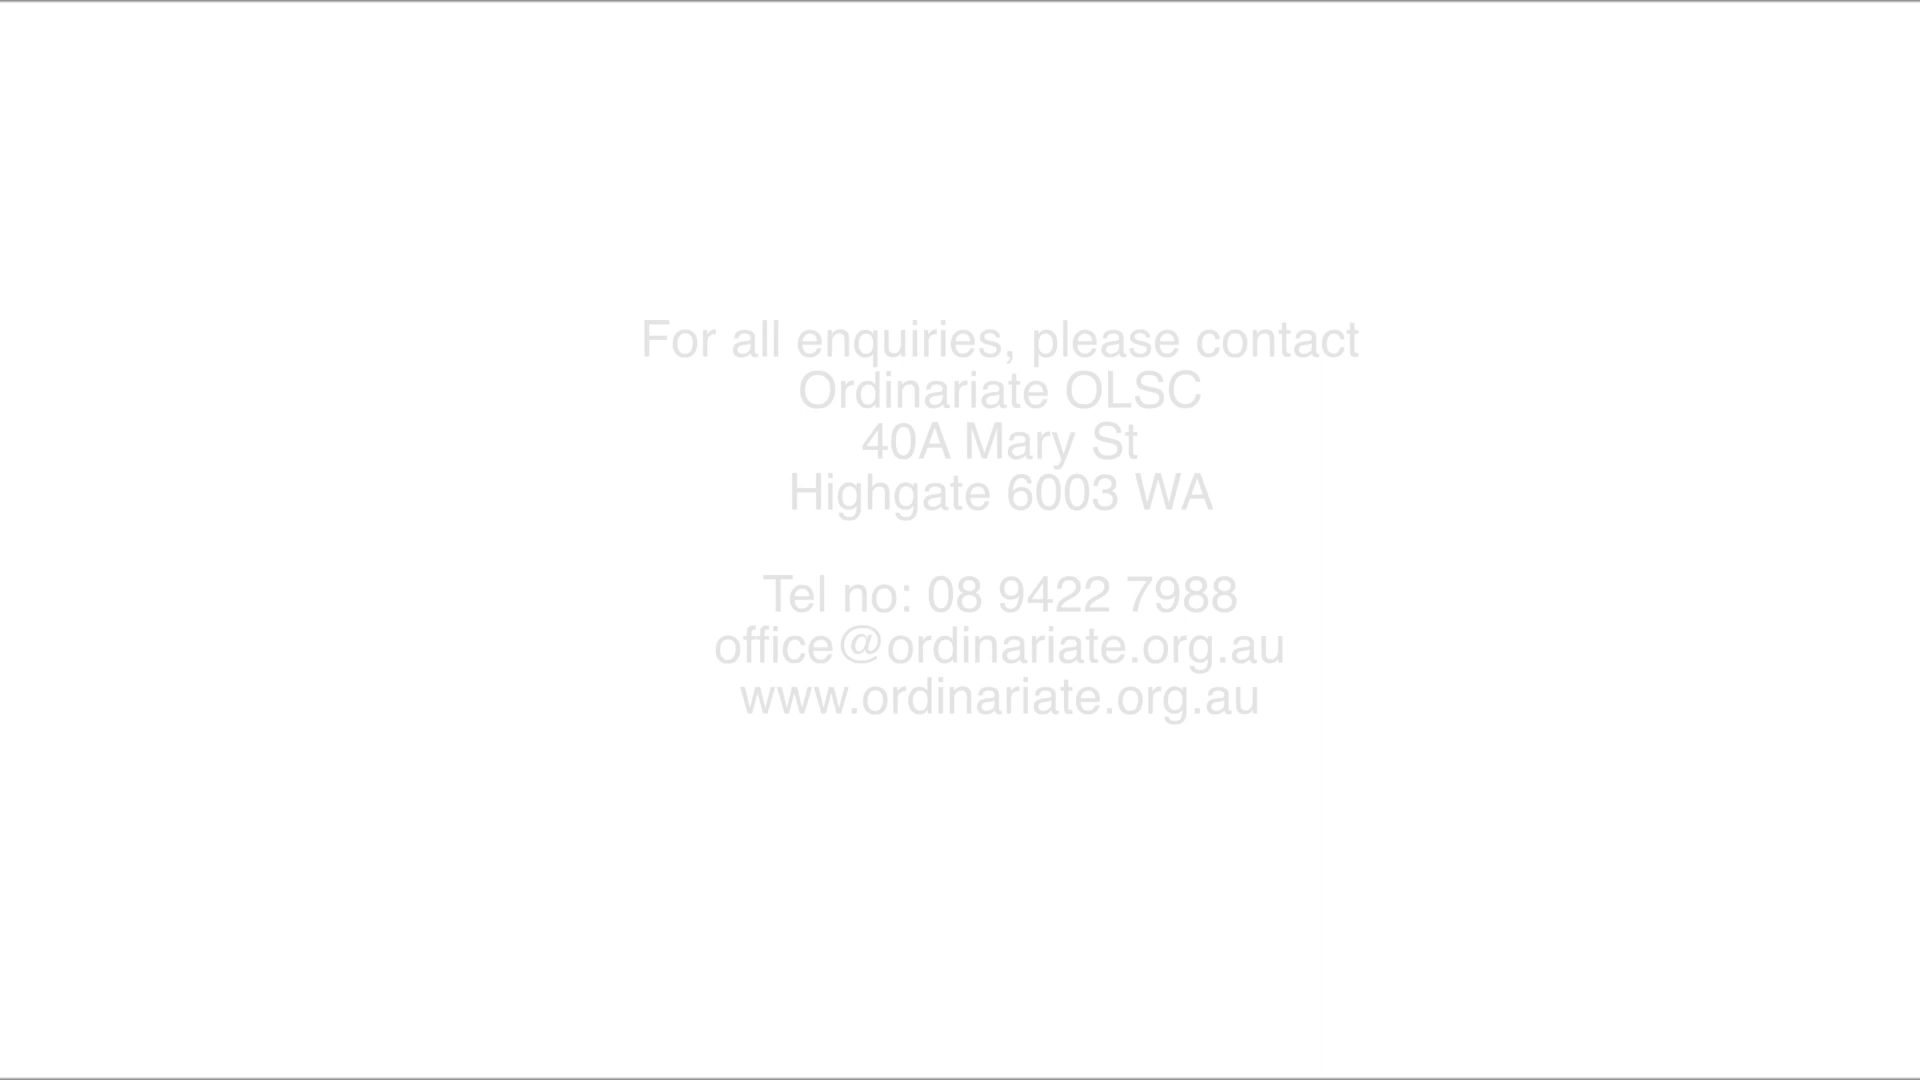 For all enquiries, please contact
Ordinariate OLSC
40A Mary St
Highgate 6003 WA
Tel no: 08 9422 7988
office@ordinariate.org.au
www.ordinariate.org.au